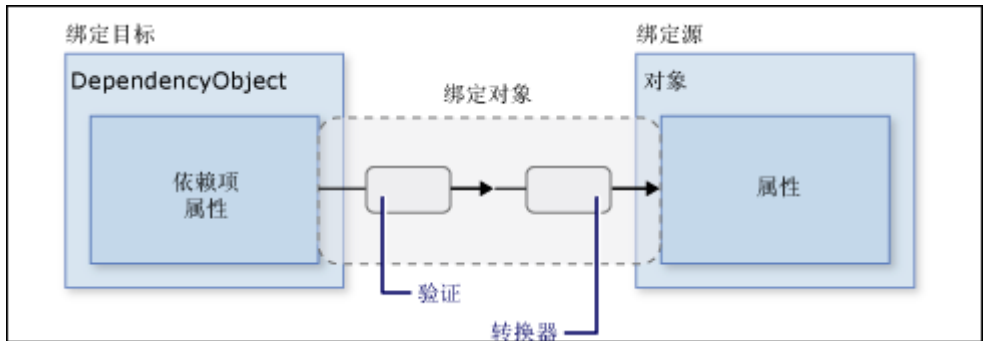 绑定目标
绑定源
DependencyObject
对象
绑定对象
依赖项
属性
属性
验证
转换器